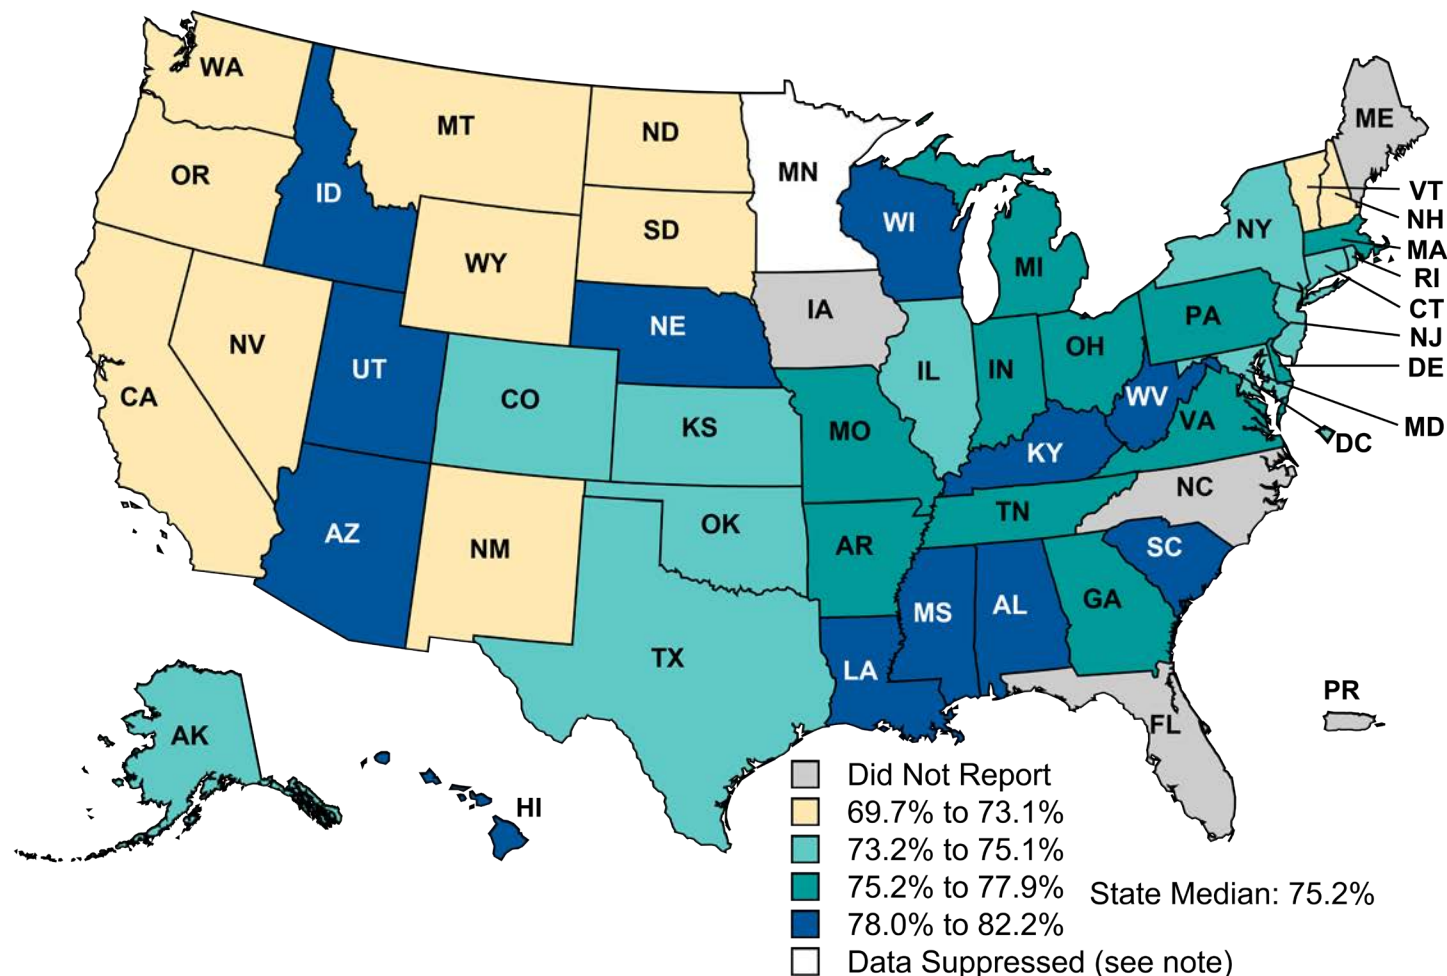 WA
MT
ND
MN
ME
OR
ID
SD
WI
VT
NH
WY
MI
NY
MA
RI
IA
CT
NE
PA
NJ
NV
UT
CO
IL
IN
OH
DE
CA
KS
MO
WV
VA
MD
KY
DC
AZ
NM
OK
AR
TN
NC
SC
MS
AL
GA
TX
LA
PR
FL
AK
HI
Did Not Report
69.7% to 73.1%
73.2% to 75.1%
75.2% to 77.9%
State Median: 75.2%
78.0% to 82.2%
Data Suppressed (see note)